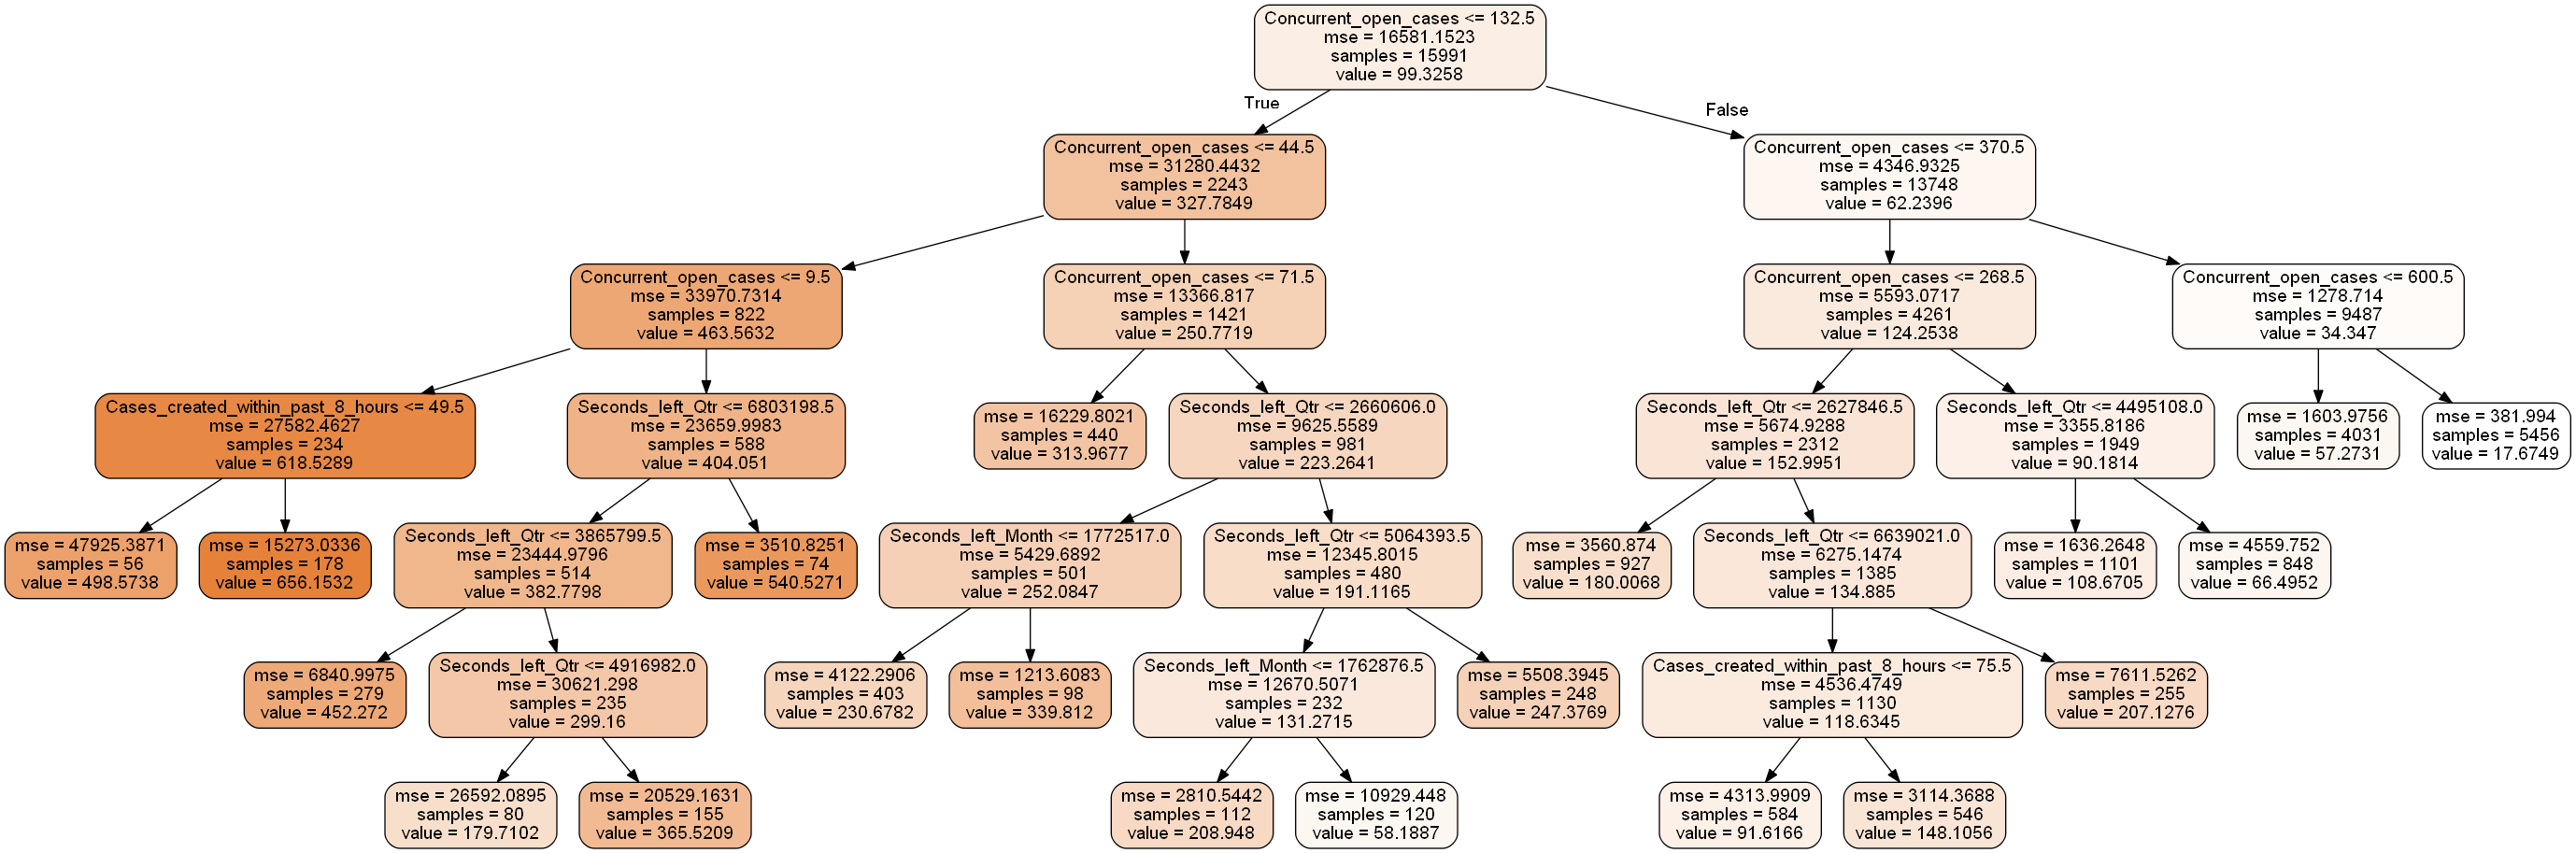 Concurrent_open_cases <= 132.5
mse = 16581.1523
samples = 15991
value = 99.3258
True
False
Concurrent_open_cases <= 44.5
mse = 31280.4432
samples = 2243
value = 327.7849
Concurrent_open_cases <= 370.5
mse = 4346.9325
samples = 13748
value = 62.2396
Concurrent_open_cases <= 9.5
mse = 33970.7314
samples = 822
value = 463.5632
Concurrent_open_cases <= 71.5
mse = 13366.817
samples = 1421
value = 250.7719
Concurrent_open_cases <= 268.5
mse = 5593.0717
samples = 4261
value = 124.2538
Concurrent_open_cases <= 600.5
mse = 1278.714
samples = 9487
value = 34.347
Cases_created_within_past_8_hours <= 49.5
mse = 27582.4627
samples = 234
value = 618.5289
Seconds_left_Qtr <= 6803198.5
mse = 23659.9983
samples = 588
value = 404.051
mse = 16229.8021
samples = 440
value = 313.9677
Seconds_left_Qtr <= 2660606.0
mse = 9625.5589
samples = 981
value = 223.2641
Seconds_left_Qtr <= 2627846.5
mse = 5674.9288
samples = 2312
value = 152.9951
Seconds_left_Qtr <= 4495108.0
mse = 3355.8186
samples = 1949
value = 90.1814
mse = 1603.9756
samples = 4031
value = 57.2731
mse = 381.994
samples = 5456
value = 17.6749
mse = 47925.3871
samples = 56
value = 498.5738
mse = 15273.0336
samples = 178
value = 656.1532
Seconds_left_Qtr <= 3865799.5
mse = 23444.9796
samples = 514
value = 382.7798
mse = 3510.8251
samples = 74
value = 540.5271
Seconds_left_Month <= 1772517.0
mse = 5429.6892
samples = 501
value = 252.0847
Seconds_left_Qtr <= 5064393.5
mse = 12345.8015
samples = 480
value = 191.1165
mse = 3560.874
samples = 927
value = 180.0068
Seconds_left_Qtr <= 6639021.0
mse = 6275.1474
samples = 1385
value = 134.885
mse = 1636.2648
samples = 1101
value = 108.6705
mse = 4559.752
samples = 848
value = 66.4952
mse = 6840.9975
samples = 279
value = 452.272
Seconds_left_Qtr <= 4916982.0
mse = 30621.298
samples = 235
value = 299.16
mse = 4122.2906
samples = 403
value = 230.6782
mse = 1213.6083
samples = 98
value = 339.812
Seconds_left_Month <= 1762876.5
mse = 12670.5071
samples = 232
value = 131.2715
mse = 5508.3945
samples = 248
value = 247.3769
Cases_created_within_past_8_hours <= 75.5
mse = 4536.4749
samples = 1130
value = 118.6345
mse = 7611.5262
samples = 255
value = 207.1276
mse = 26592.0895
samples = 80
value = 179.7102
mse = 20529.1631
samples = 155
value = 365.5209
mse = 2810.5442
samples = 112
value = 208.948
mse = 10929.448
samples = 120
value = 58.1887
mse = 4313.9909
samples = 584
value = 91.6166
mse = 3114.3688
samples = 546
value = 148.1056